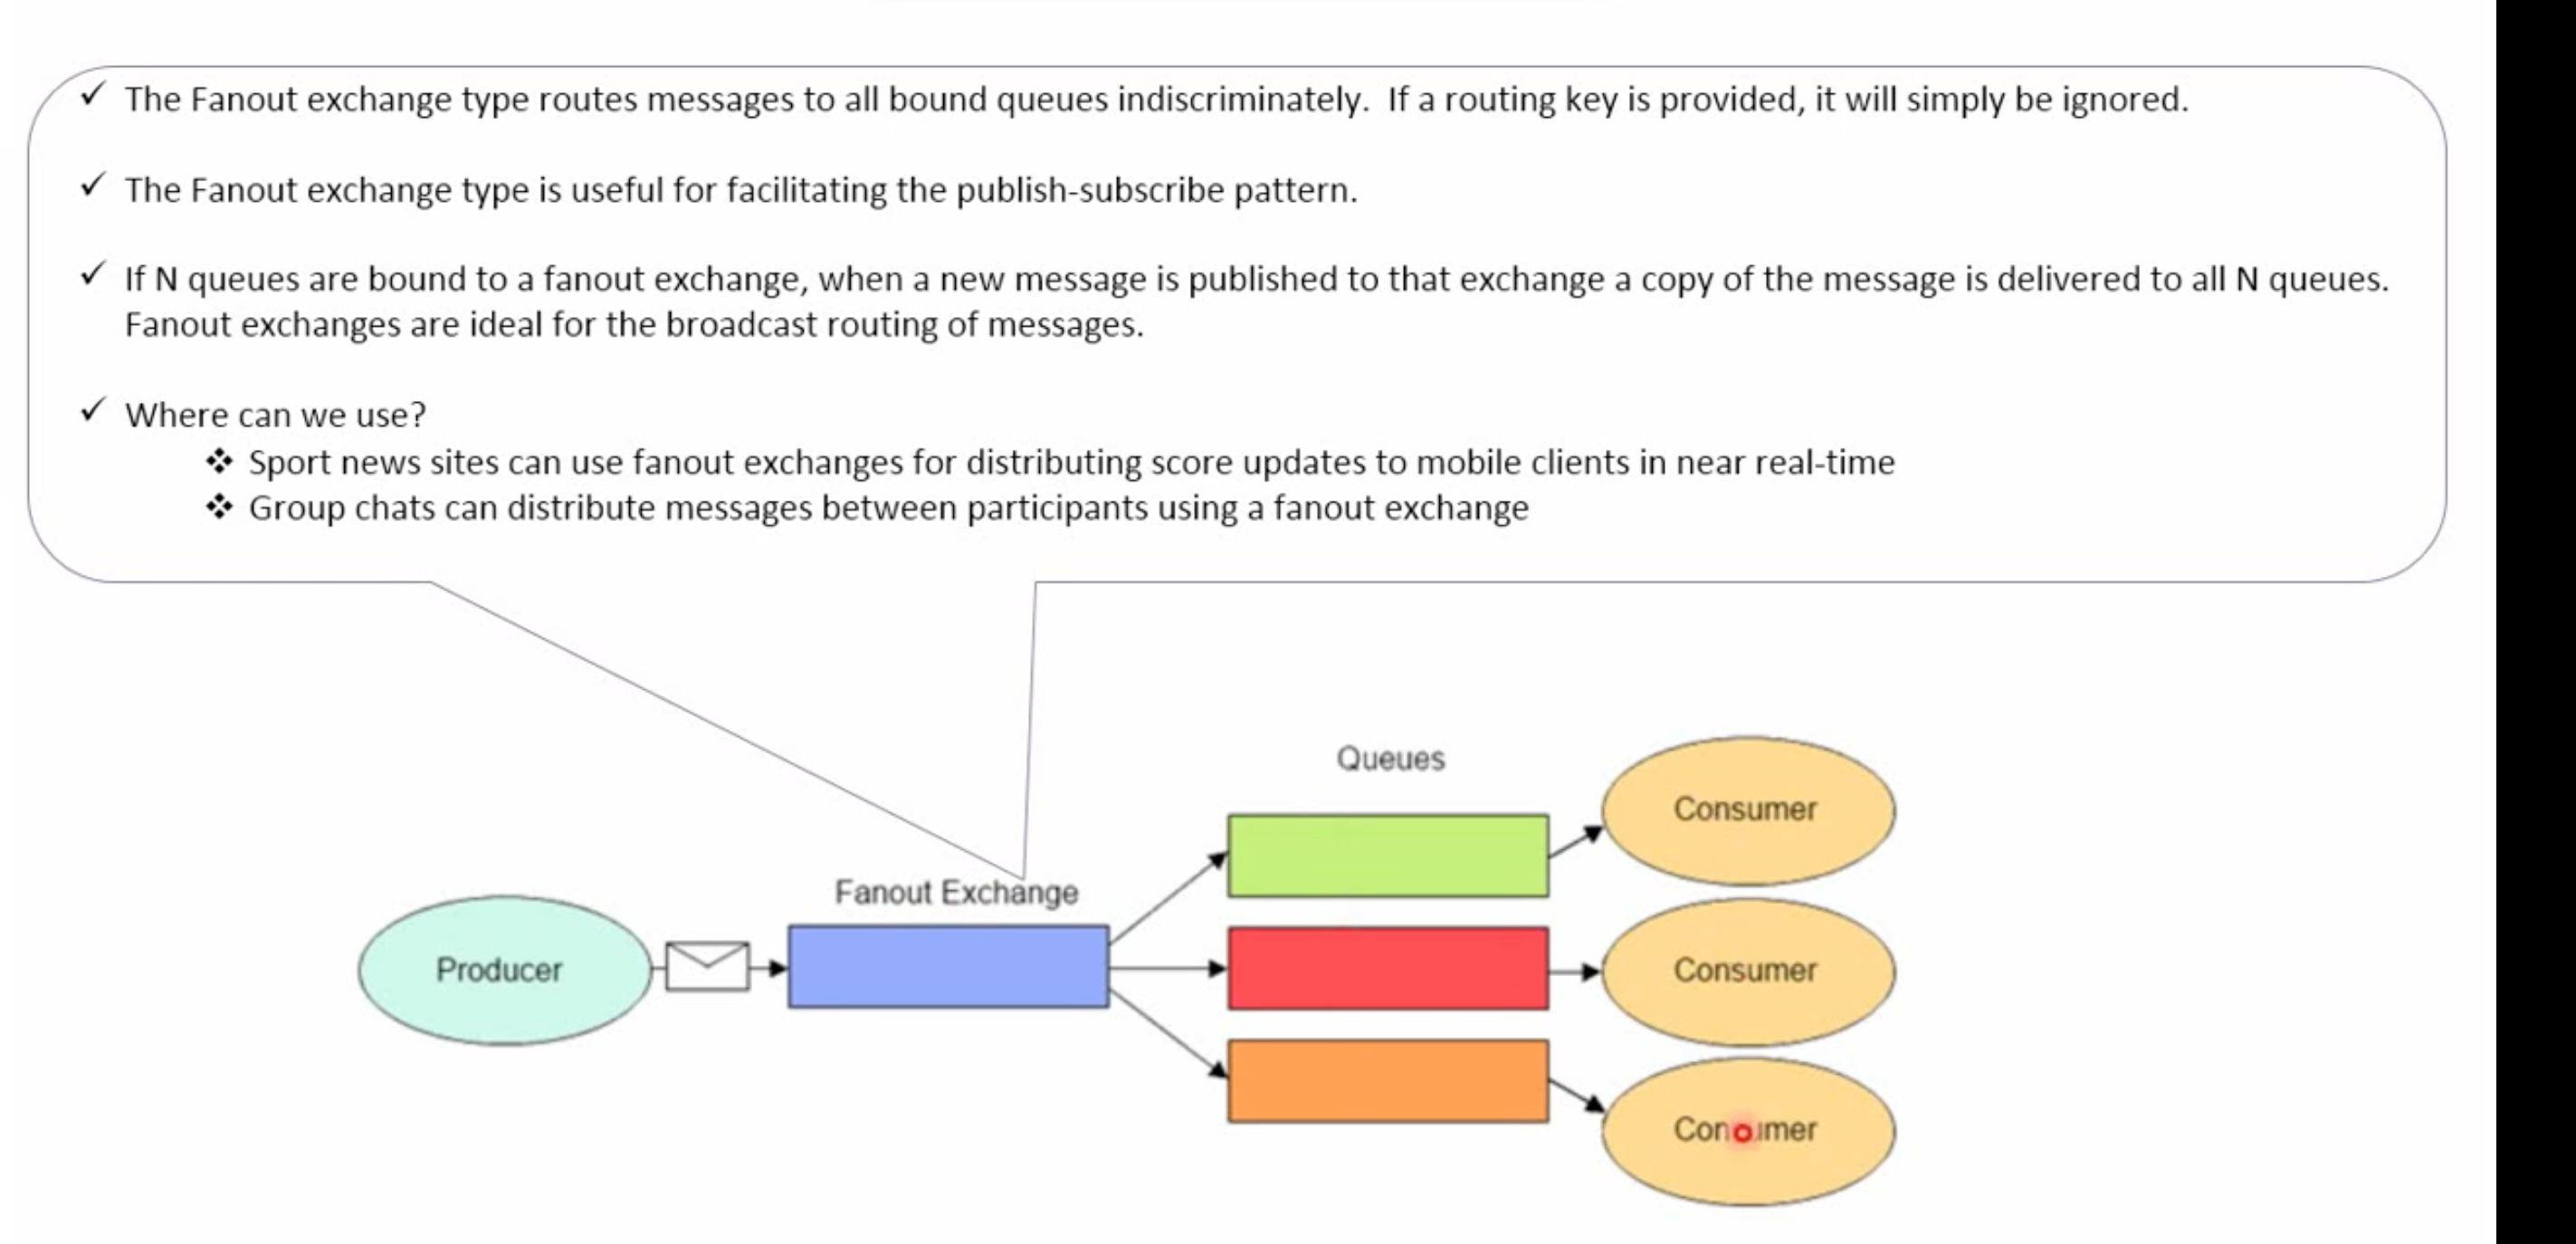 ✓ The Fanout exchange type routes messages to all bound queues indiscriminately. If a routing key is provided, it will simply be ignored.
✓ The Fanout exchange type is useful for facilitating the publish-subscribe pattern.
✓ If N queues are bound to a fanout exchange, when a new message is published to that exchange a copy of the message is delivered to all N queues.
Fanout exchanges are ideal for the broadcast routing of messages.
✓ Where can we use?
❖ Sport news sites can use fanout exchanges for distributing score updates to mobile clients in near real-time
❖ Group chats can distribute messages between participants using a fanout exchange
Producer
Fanout Exchange
Queues
Consumer
Consumer
Consumer